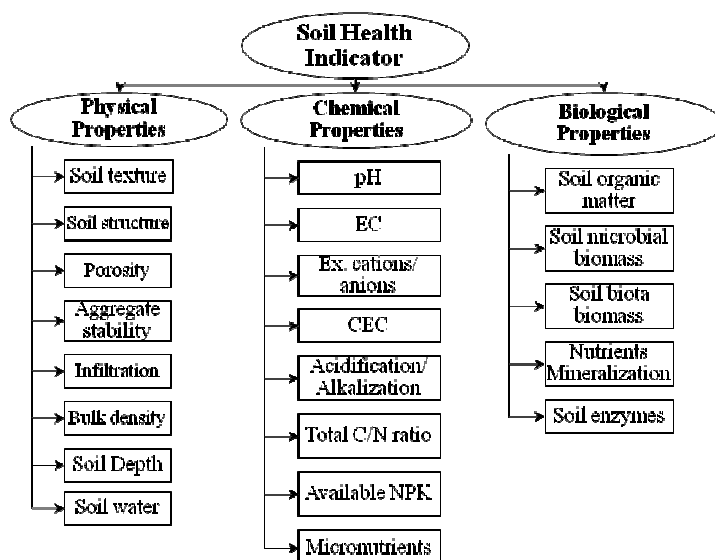 Soil Health
Indicator
Physical
Properties
Soil texture
Soil structure
Porosity
Aggregate
stability
Infiltration
Bulk density
Soil Depth
Soil water
Chemical
Properties
pH
EC
Ex. cations/
anions
CEC
Acidification/
Alkalization
Total C/N ratio
Available NPK
Micronutrients
Biological
Properties
Soil organic
matter
Soil microbial
biomass
Soil biota
biomass
Nutrients
Mineralization
Soil enzymes